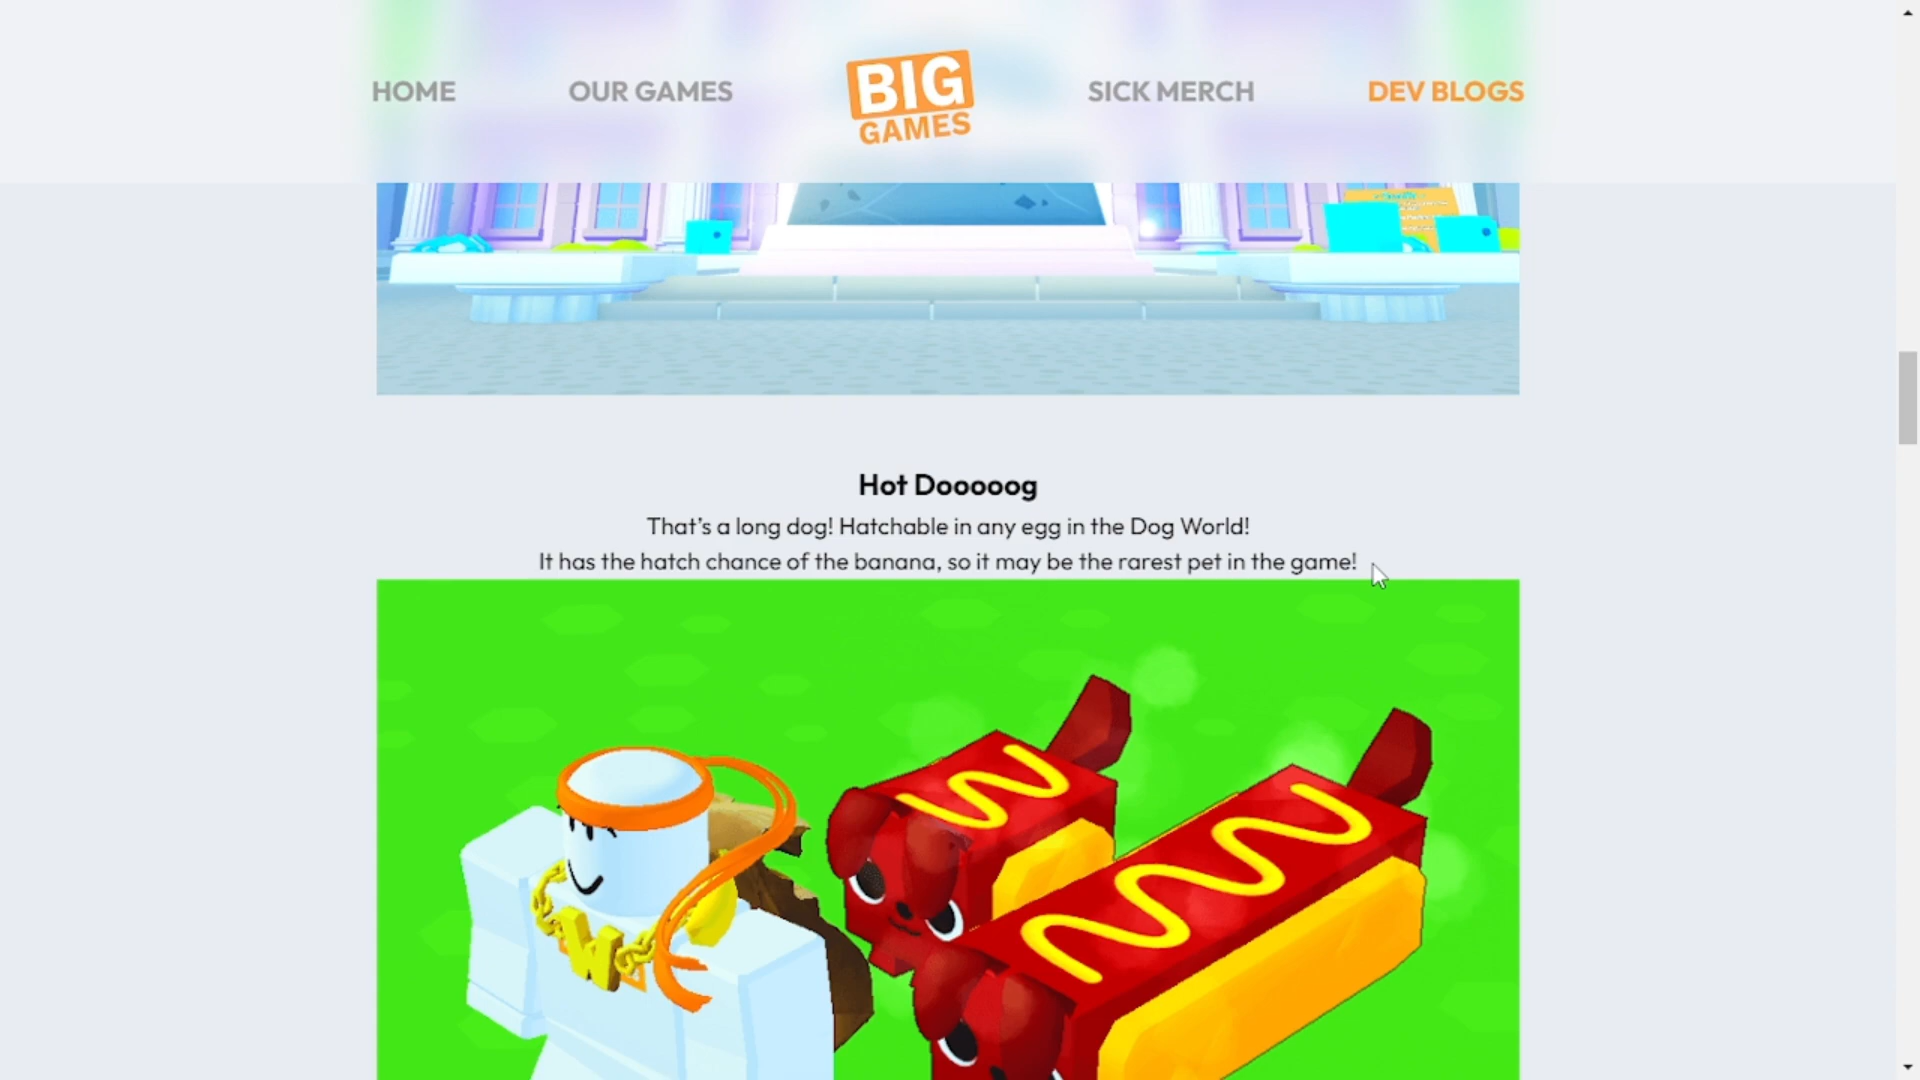 HOME
OUR GAMES
BIG
GAMES
SICK MERCH
DEV BLOGS
Hot Dooooog
That's a long dog! Hatchable in any egg in the Dog World!
It has the hatch chance of the banana, so it may be the rarest pet in the game!
W